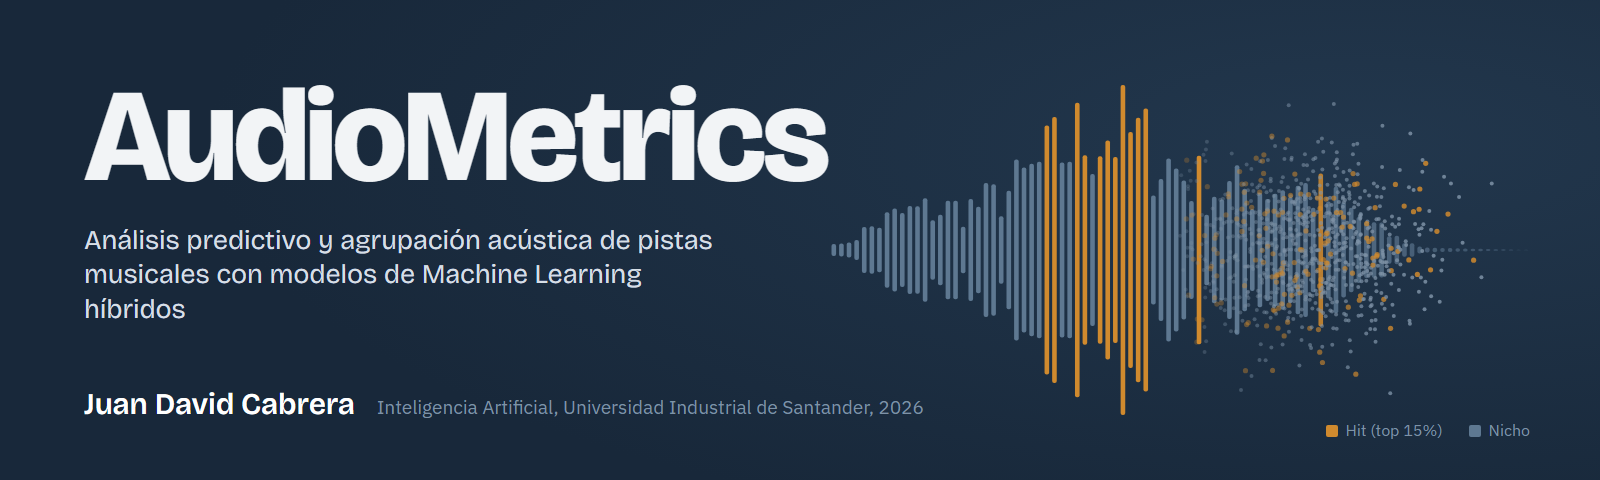 AudioMetrics
Análisis predictivo y agrupación acústica de pistas
musicales con modelos de Machine Learning
híbridos
Juan David Cabrera Inteligencia Artificial, Universidad Industrial de Santander, 2026
Hit (top 15%) Nicho